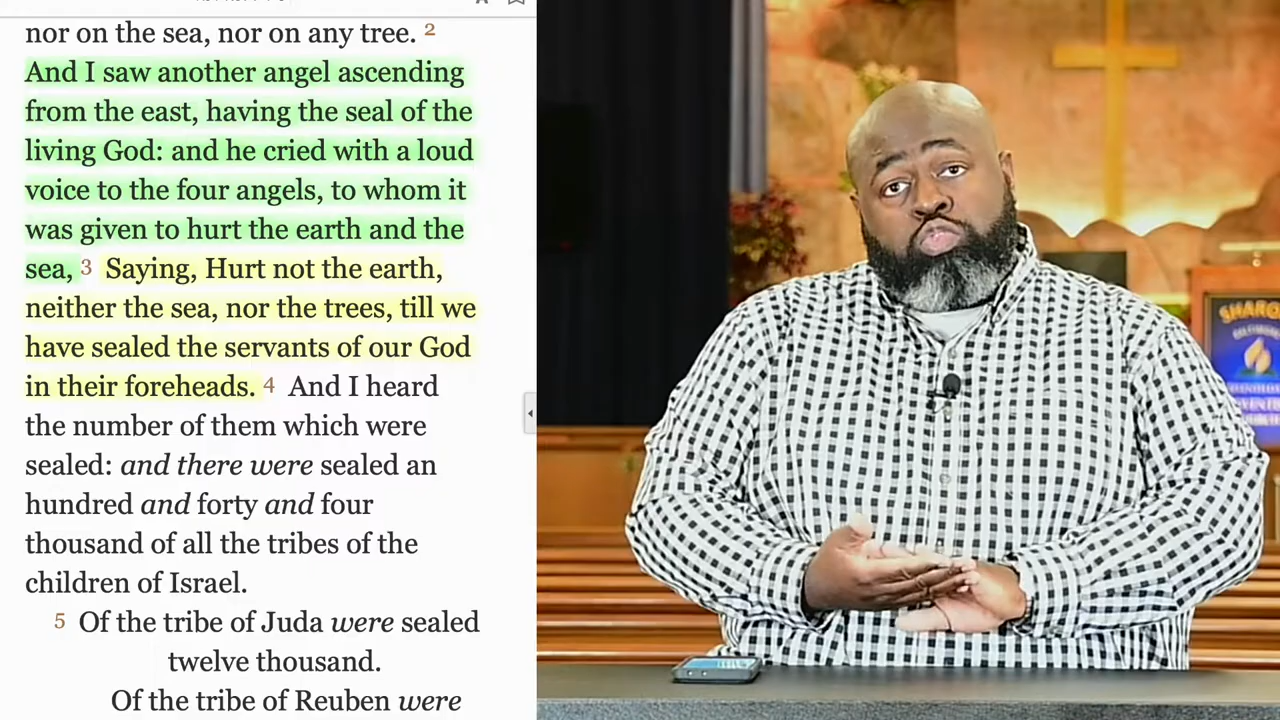 nor on the sea, nor on any tree. 2
And I saw another angel ascending
from the east, having the seal of the
living God: and he cried with a loud
voice to the four angels, to whom it
was given to hurt the earth and the
sea, 3 Saying, Hurt not the earth,
neither the sea, nor the trees, till we
have sealed the servants of our God
in their foreheads. 4 And I heard
the number of them which were
sealed: and there were sealed an
hundred and forty and four
thousand of all the tribes of the
children of Israel.
5 Of the tribe of Juda were sealed
twelve thousand.
Of the tribe of Reuben were